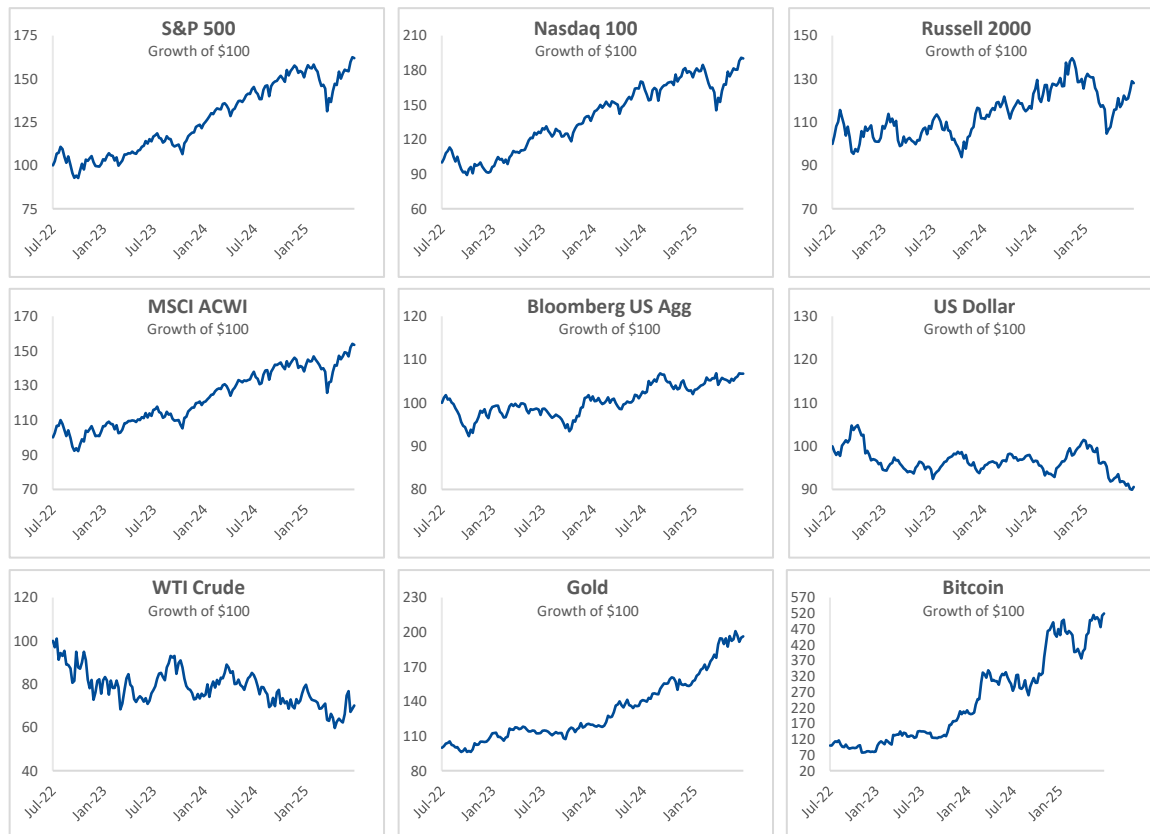 S&P 500
Growth of $100
175
150
125
100
75
Jul-22
Jan-23
Jul-23
Jan-24
Jul-24
Jan-25
Nasdaq 100
Growth of $100
210
180
150
120
90
60
Jul-22
Jan-23
Jul-23
Jan-24
Jul-24
Jan-25
Russell 2000
Growth of $100
150
130
110
90
70
Jul-22
Jan-23
Jul-23
Jan-24
Jul-24
Jan-25
MSCI ACWI
Growth of $100
170
150
130
110
90
70
Jul-22
Jan-23
Jul-23
Jan-24
Jul-24
Jan-25
Bloomberg US Agg
Growth of $100
120
110
100
90
80
Jul-22
Jan-23
Jul-23
Jan-24
Jul-24
Jan-25
US Dollar
Growth of $100
130
120
110
100
90
Jul-22
Jan-23
Jul-23
Jan-24
Jul-24
Jan-25
WTI Crude
Growth of $100
120
100
80
60
40
Jul-22
Jan-23
Jul-23
Jan-24
Jul-24
Jan-25
Gold
Growth of $100
230
200
170
140
110
80
Jul-22
Jan-23
Jul-23
Jan-24
Jul-24
Jan-25
Bitcoin
Growth of $100
570
520
470
420
370
320
270
220
170
120
70
20
Jul-22
Jan-23
Jul-23
Jan-24
Jul-24
Jan-25